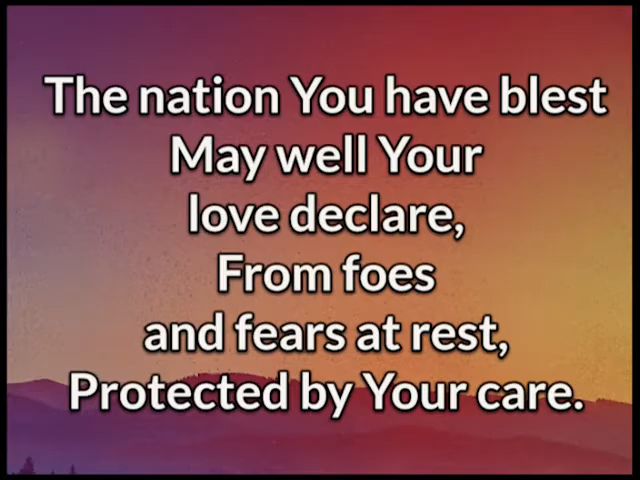 The nation You have blest
May well Your
love declare,
From foes
and fears at rest,
Protected by Your care.